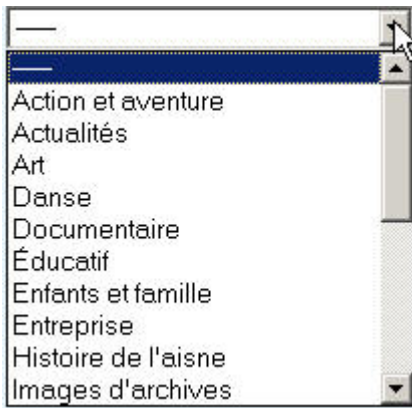 ——
——
Action et aventure
Actualités
Art
Danse
Documentaire
Éducatif
Enfants et famille
Entreprise
Histoire de l'aisne
Images d'archives